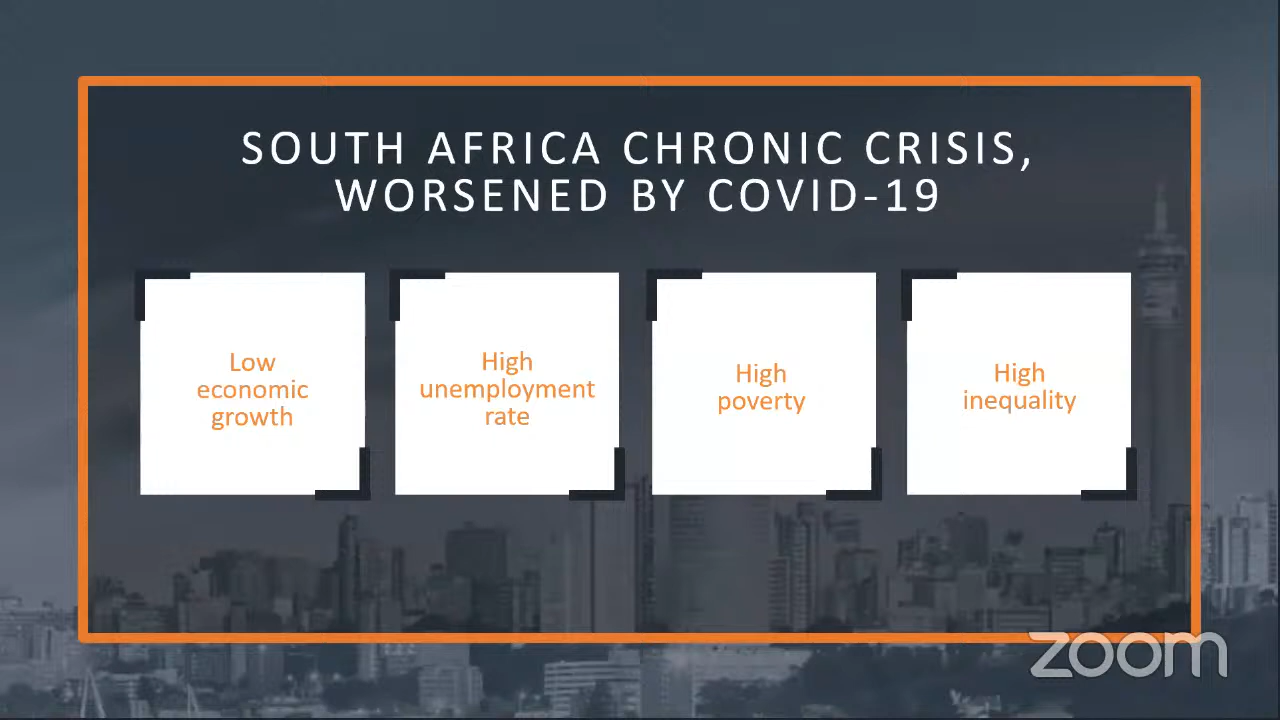 SOUTH AFRICA CHRONIC CRISIS,
WORSENED BY COVID-19
Low
economic
growth
High
unemployment
rate
High
poverty
High
inequality
zoom